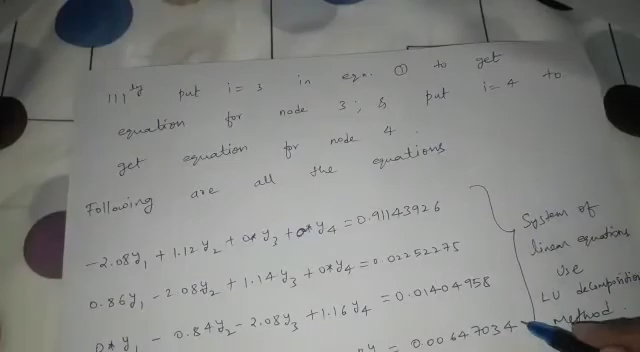 |||ly put i = 3 in eqn. ① to get
equation for node 3; & put i = 4 to
get equation for node 4.
Following are all the equations
-2.08y₁ + 1.12y₂ + 0*y₃ + 0*y₄ = 0.91143926
0.86y₁ - 2.08y₂ + 1.14y₃ + 0*y₄ = 0.02252275
0*y₁ - 0.84y₂ - 2.08y₃ + 1.16y₄ = 0.01404958
= 0.00647034
System of
linear equations
Use
LU decomposition
Method.